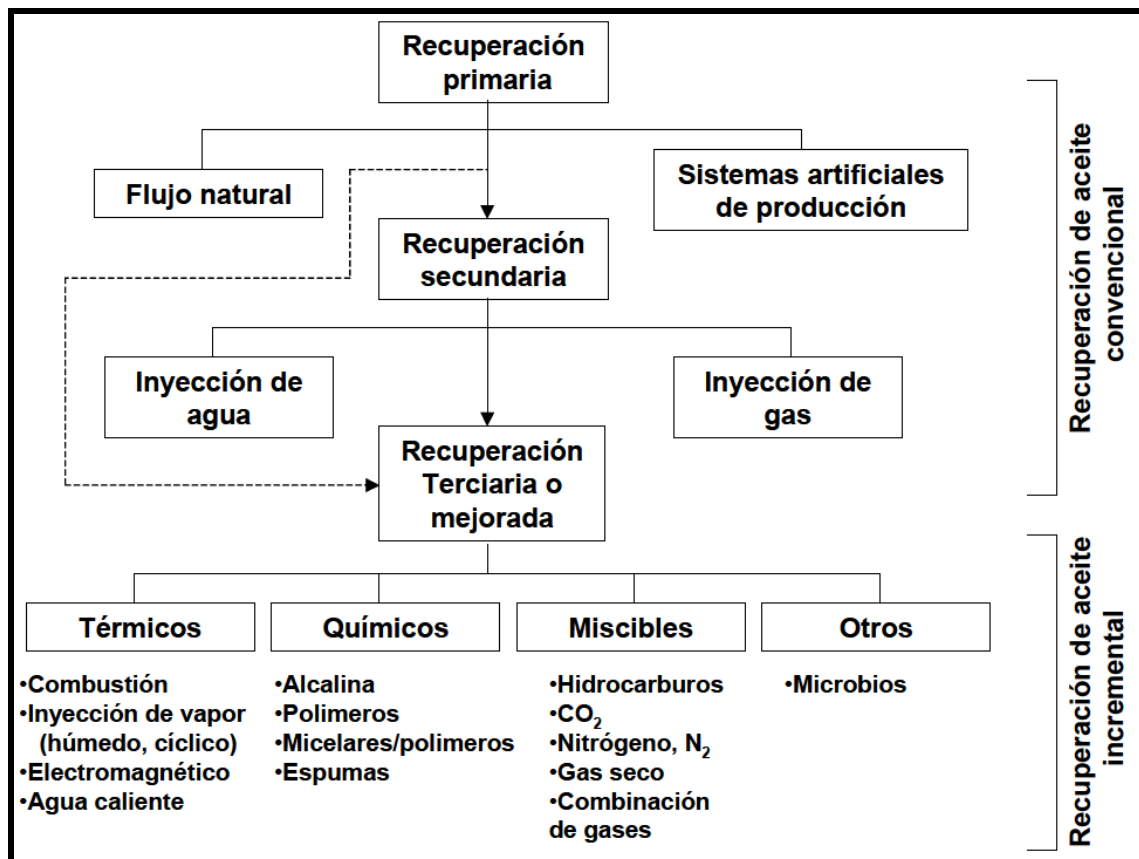 Recuperación
primaria
Flujo natural
Sistemas artificiales
de producción
Recuperación
secundaria
Inyección de
agua
Inyección de
gas
Recuperación
Terciaria o
mejorada
Recuperación de aceite
convencional
Térmicos
•Combustión
•Inyección de vapor
(húmedo, cíclico)
•Electromagnético
•Agua caliente
Químicos
•Alcalina
•Polimeros
•Micelares/polimeros
•Espumas
Miscibles
•Hidrocarburos
•CO₂
•Nitrógeno, N₂
•Gas seco
•Combinación
de gases
Otros
•Microbios
Recuperación de aceite
incremental